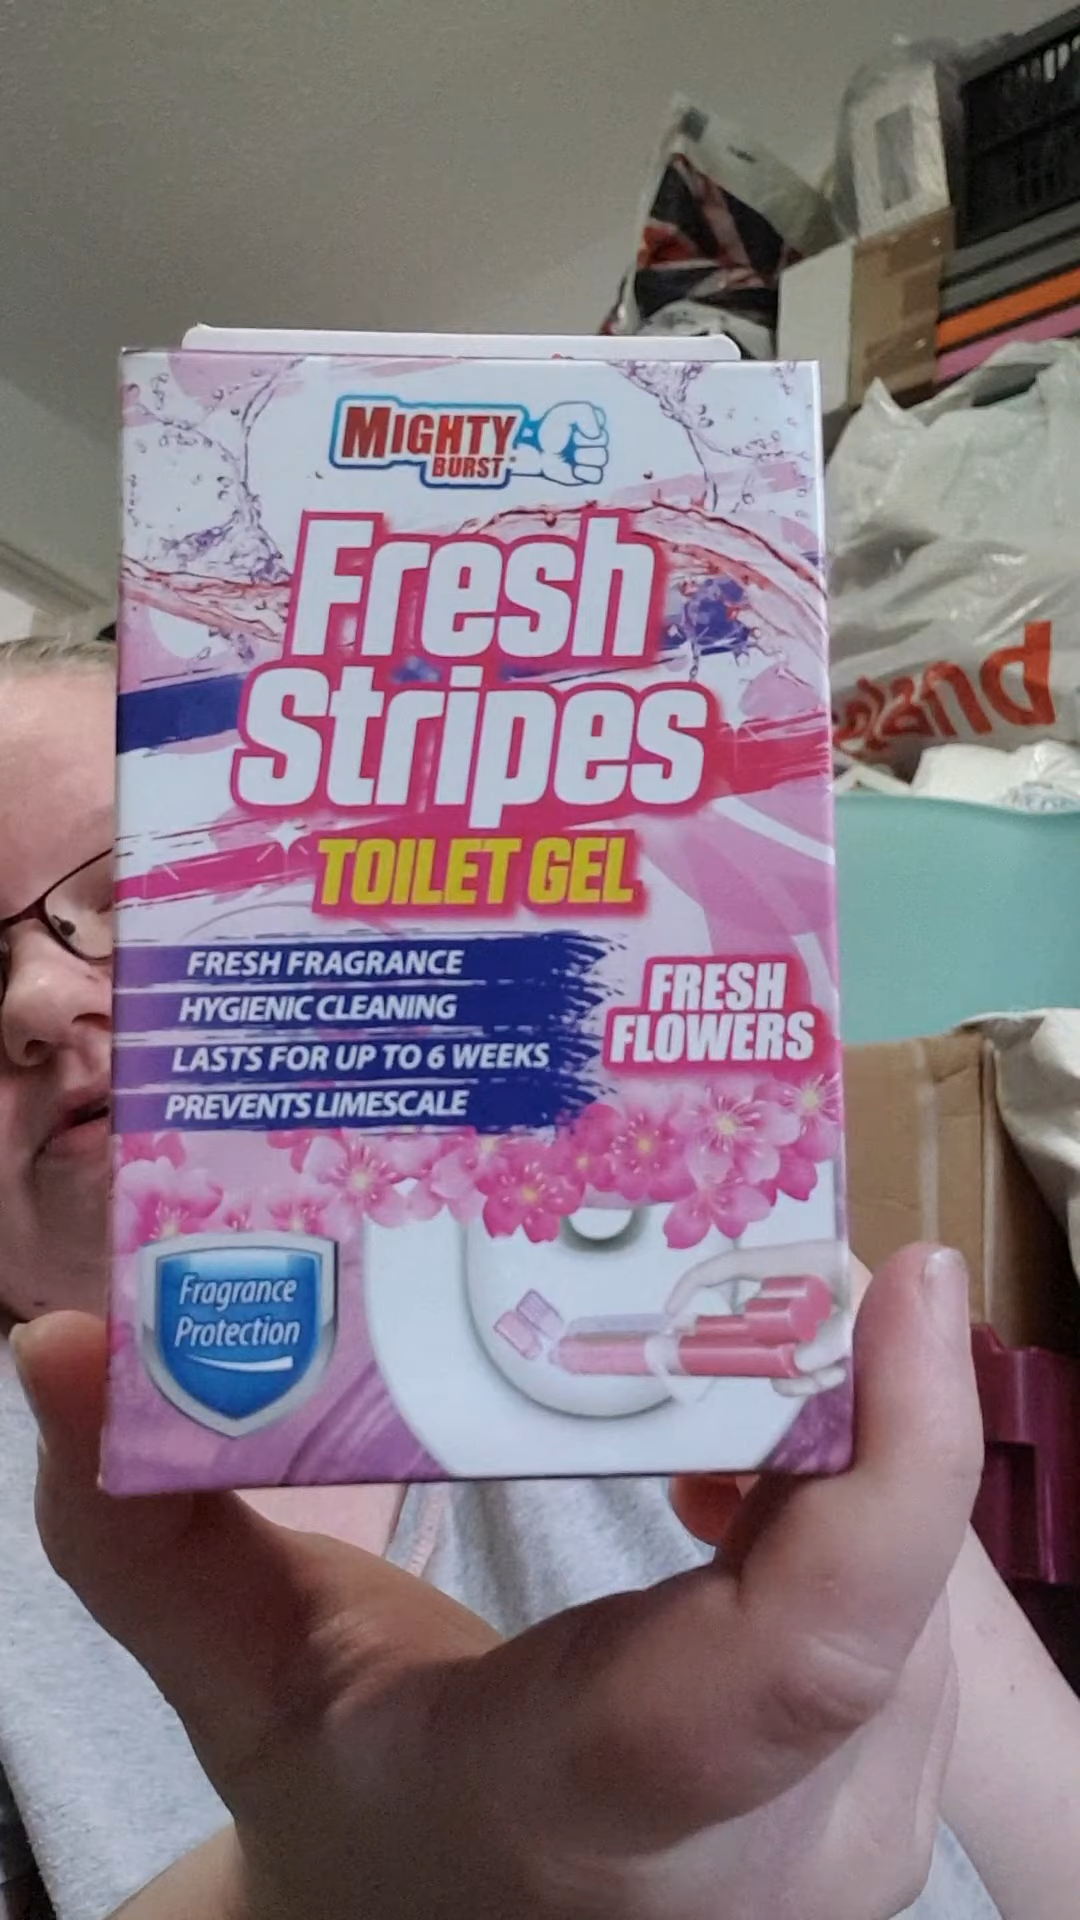 MIGHTY
BURST
Fresh
Stripes
TOILET GEL
FRESH FRAGRANCE
HYGIENIC CLEANING
LASTS FOR UP TO 6 WEEKS
PREVENTS LIMESCALE
FRESH
FLOWERS
Fragrance
Protection